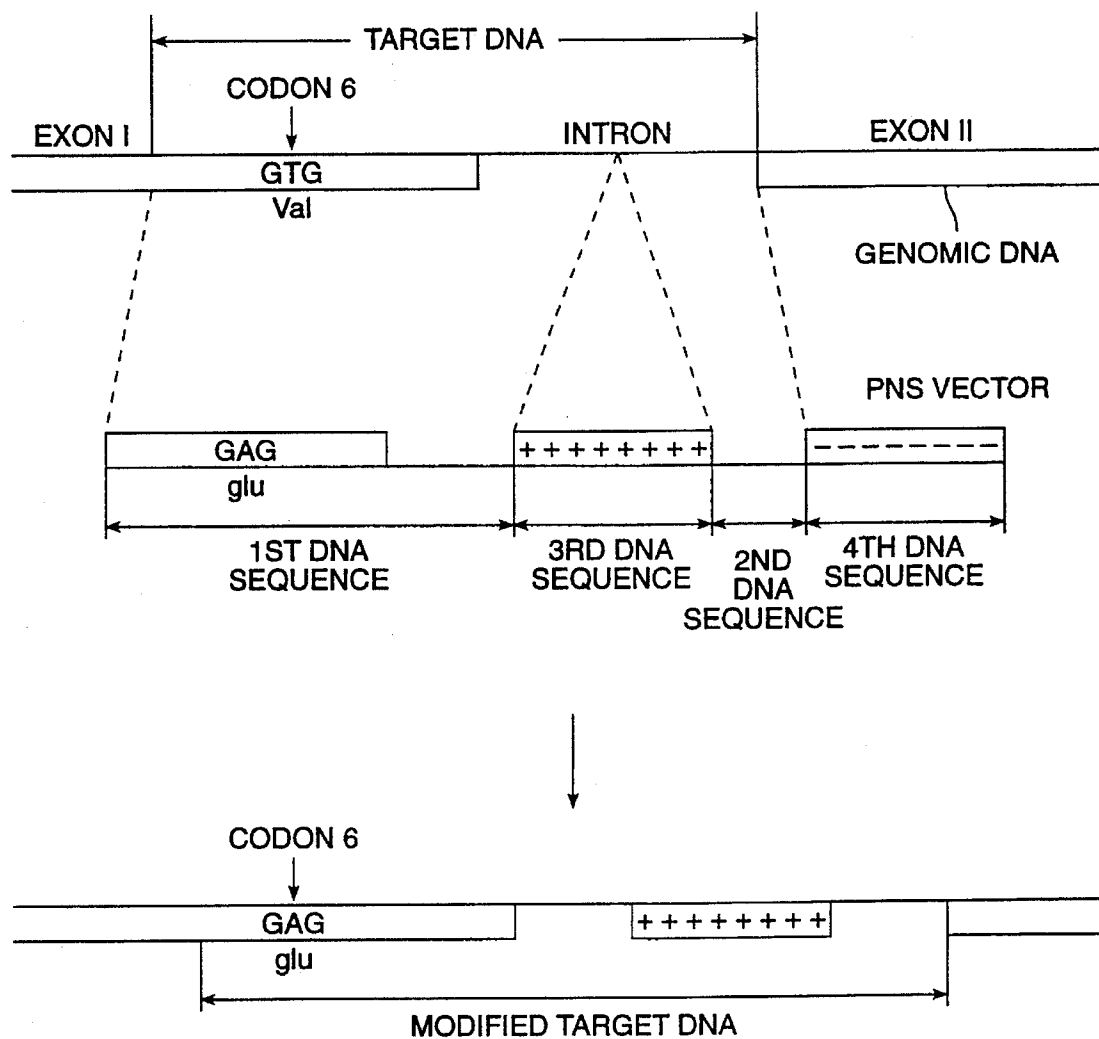 TARGET DNA
CODON 6
EXON I
INTRON
EXON II
GTG
Val
GENOMIC DNA
PNS VECTOR
GAG
+ + + + + + + +
– – – – – – – –
glu
1ST DNA
SEQUENCE
3RD DNA
SEQUENCE
2ND
DNA
SEQUENCE
4TH DNA
SEQUENCE
CODON 6
GAG
+ + + + + + + +
glu
MODIFIED TARGET DNA